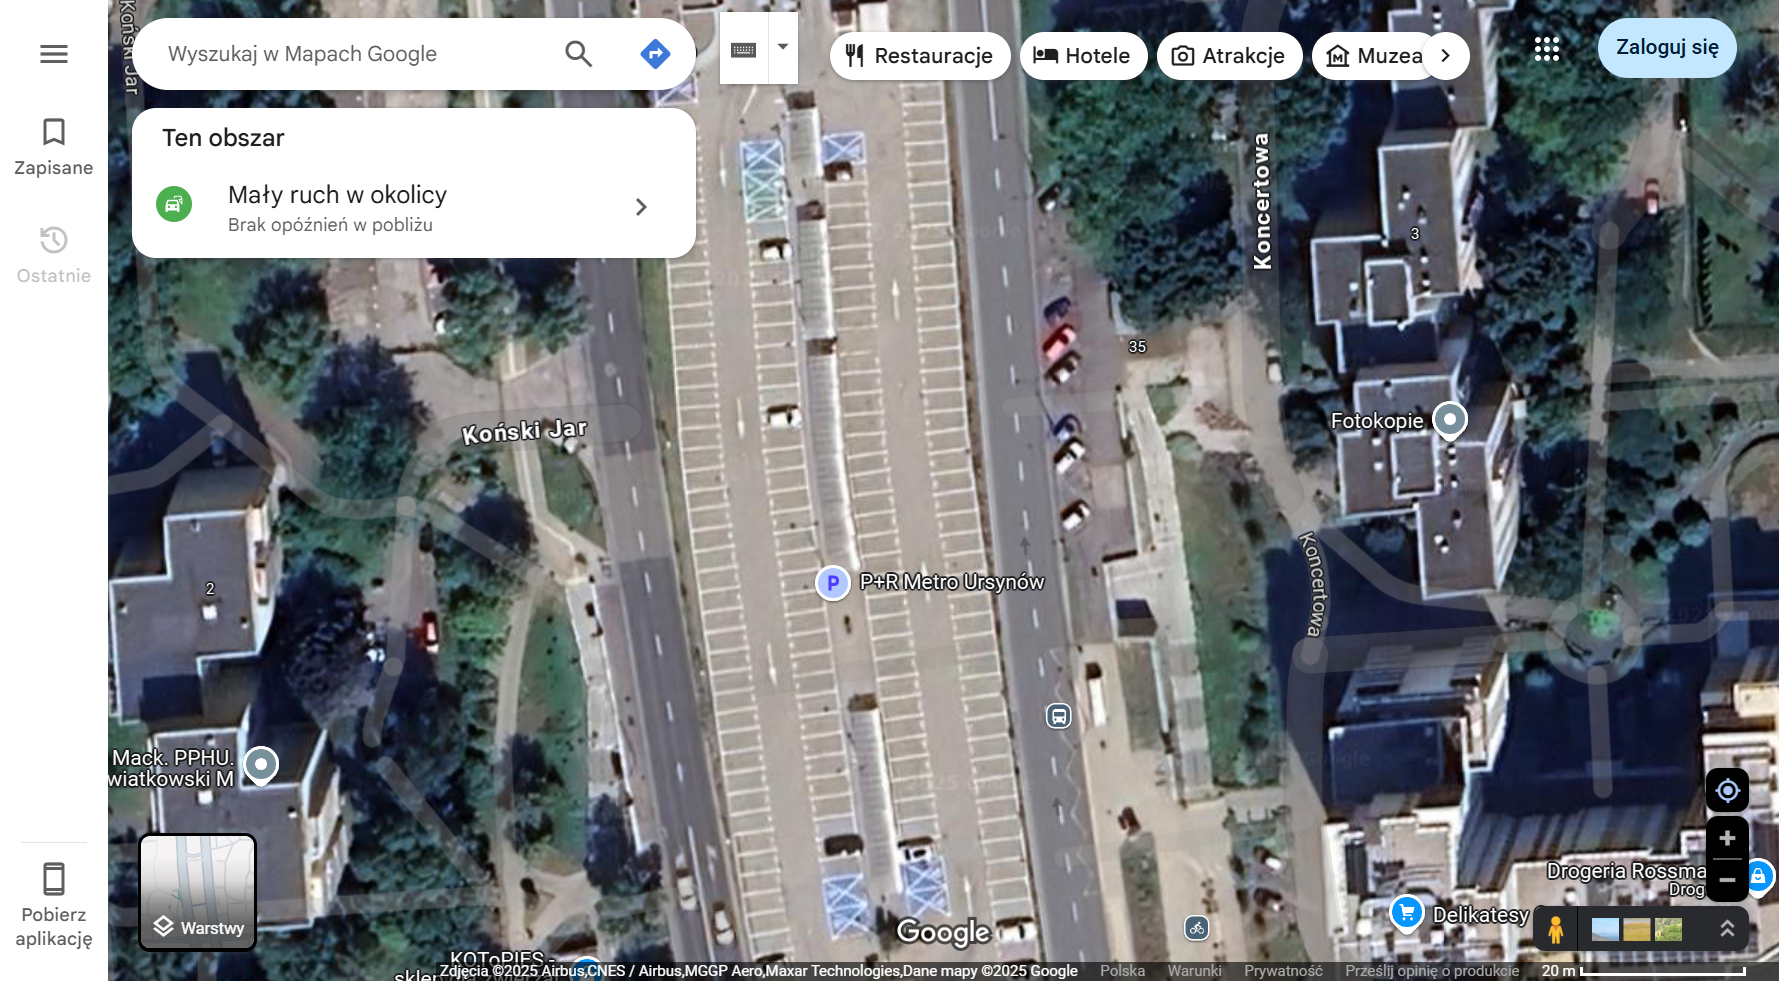 Wyszukaj w Mapach Google
Restauracje
Hotele
Atrakcje
Muzea
Zaloguj się
Zapisane
Ostatnie
Ten obszar
Mały ruch w okolicy
Brak opóźnień w pobliżu
Koński Jar
Koncertowa
3
35
Fotokopie
Koński Jar
2
P
P+R Metro Ursynów
Koncertowa
Mack. PPHU.
wiatkowski M
Drogeria Rossma
Drog
Delikatesy
Pobierz
aplikację
Warstwy
Google
KOToPIES -
Zdjęcia ©2025 Airbus,CNES / Airbus,MGGP Aero,Maxar Technologies,Dane mapy ©2025 Google
Polska
Warunki
Prywatność
Prześlij opinię o produkcie
20 m